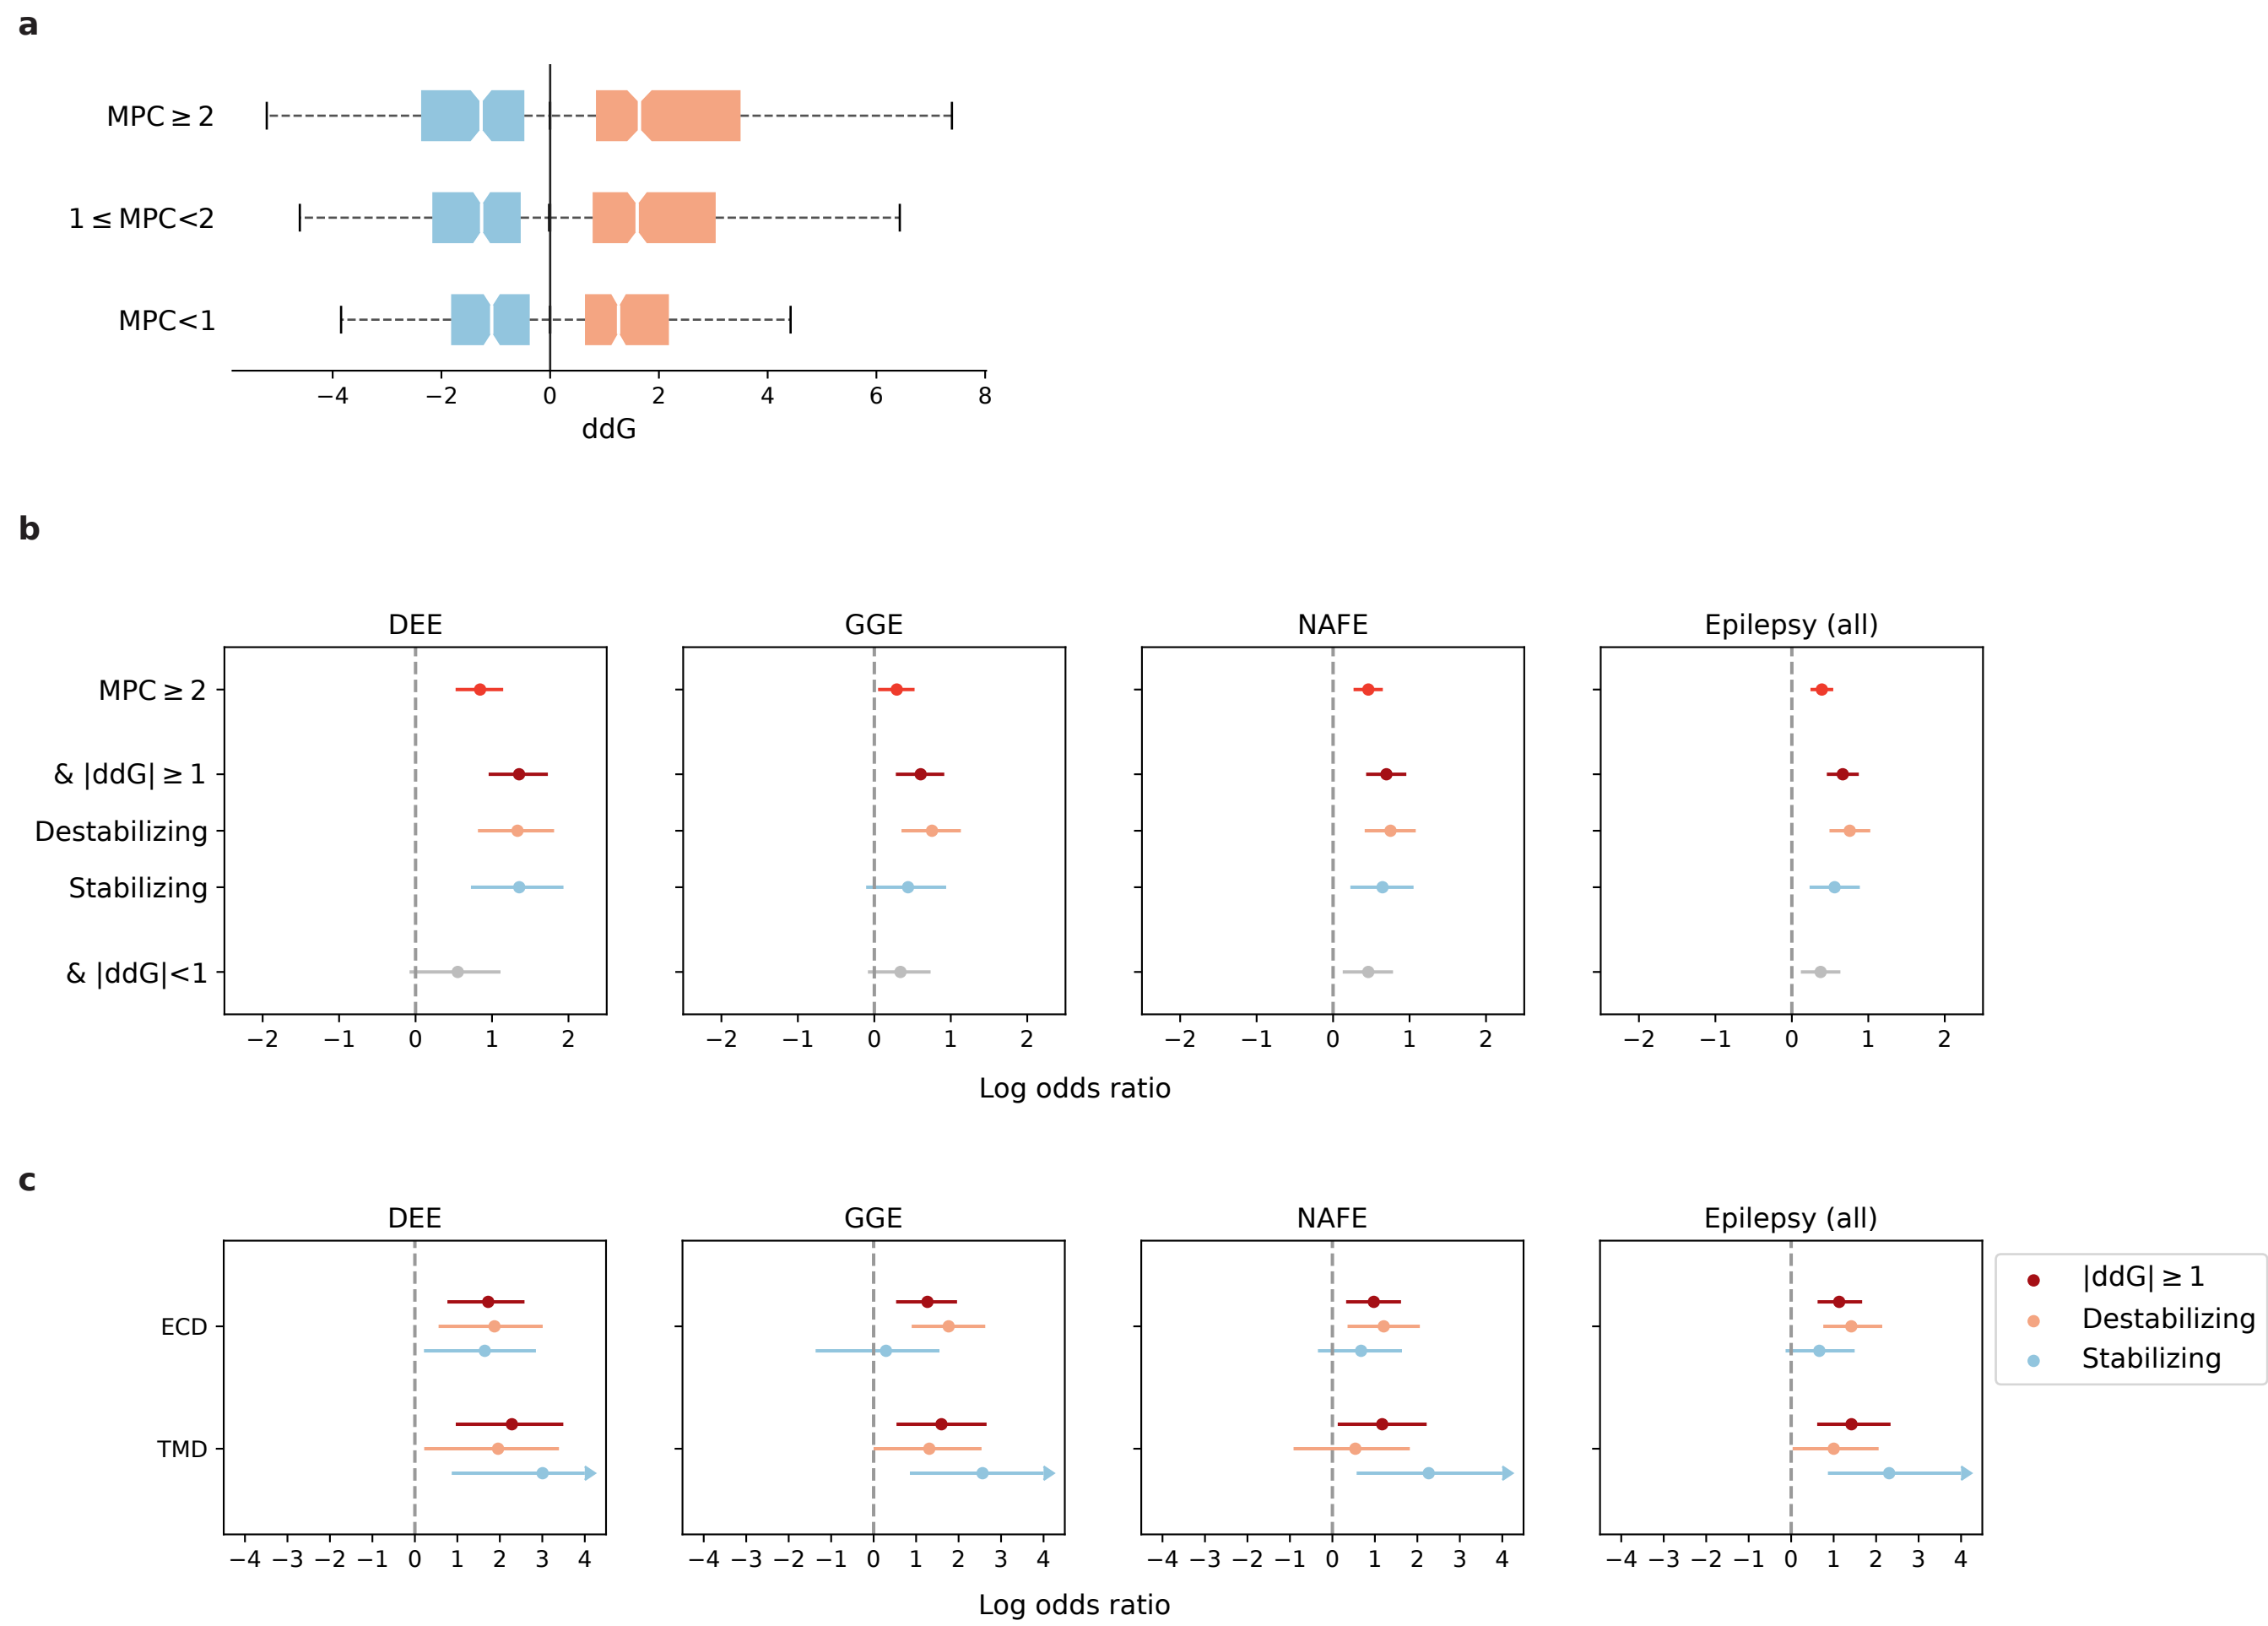 a
MPC ≥ 2
1 ≤ MPC<2
MPC<1
−4 −2 0 2 4 6 8
ddG
b
DEE GGE NAFE Epilepsy (all)
MPC ≥ 2
& |ddG| ≥ 1
Destabilizing
Stabilizing
& |ddG|<1
−2 −1 0 1 2 −2 −1 0 1 2 −2 −1 0 1 2 −2 −1 0 1 2
Log odds ratio
c
DEE GGE NAFE Epilepsy (all)
|ddG| ≥ 1
Destabilizing
Stabilizing
ECD
TMD
−4 −3 −2 −1 0 1 2 3 4 −4 −3 −2 −1 0 1 2 3 4 −4 −3 −2 −1 0 1 2 3 4 −4 −3 −2 −1 0 1 2 3 4
Log odds ratio